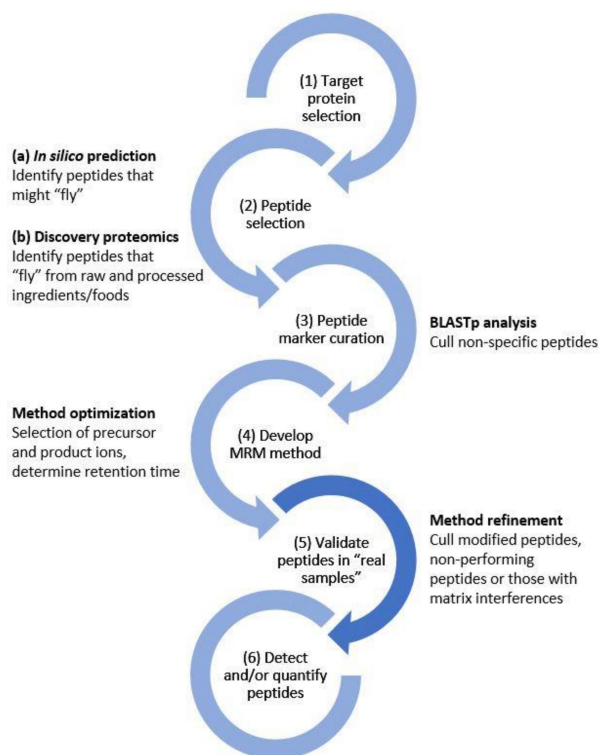 (1) Target
protein
selection
(a) In silico prediction
Identify peptides that
might “fly”
(2) Peptide
selection
(b) Discovery proteomics
Identify peptides that
“fly” from raw and processed
ingredients/foods
(3) Peptide
marker curation
BLASTp analysis
Cull non-specific peptides
Method optimization
Selection of precursor
and product ions,
determine retention time
(4) Develop
MRM method
(5) Validate
peptides in “real
samples”
Method refinement
Cull modified peptides,
non-performing
peptides or those with
matrix interferences
(6) Detect
and/or quantify
peptides